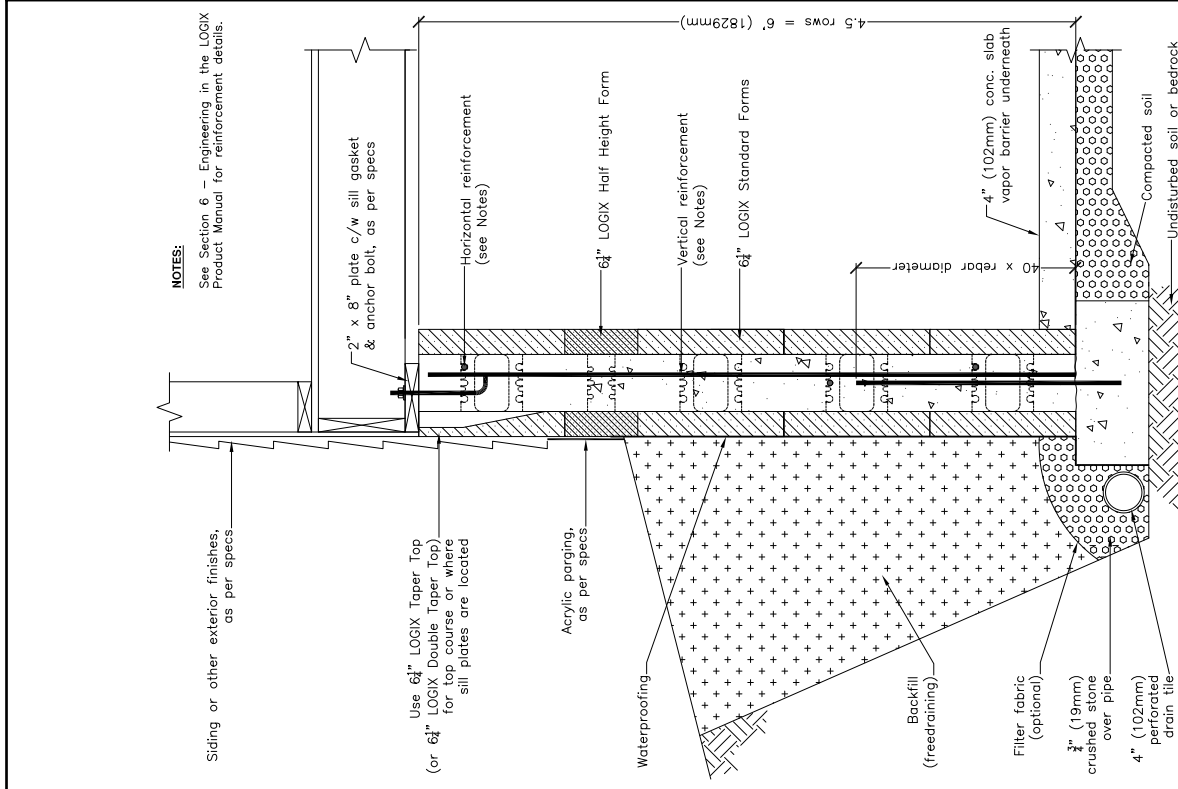 NOTES:
See Section 6 – Engineering in the LOGIX
Product Manual for reinforcement details.
2" x 8" plate c/w sill gasket
& anchor bolt, as per specs
Horizontal reinforcement
(see Notes)
6¼" LOGIX Half Height Form
Vertical reinforcement
(see Notes)
6¼" LOGIX Standard Forms
4" (102mm) conc. slab
vapor barrier underneath
Compacted soil
Undisturbed soil or bedrock
4.5 rows = 6' (1829mm)
40 x rebar diameter
Siding or other exterior finishes,
as per specs
Use 6¼" LOGIX Taper Top
(or 6¼" LOGIX Double Taper Top)
for top course or where
sill plates are located
Acrylic parging,
as per specs
Waterproofing
Backfill
(freedraining)
Filter fabric
(optional)
¾" (19mm)
crushed stone
over pipe
4" (102mm)
perforated
drain tile